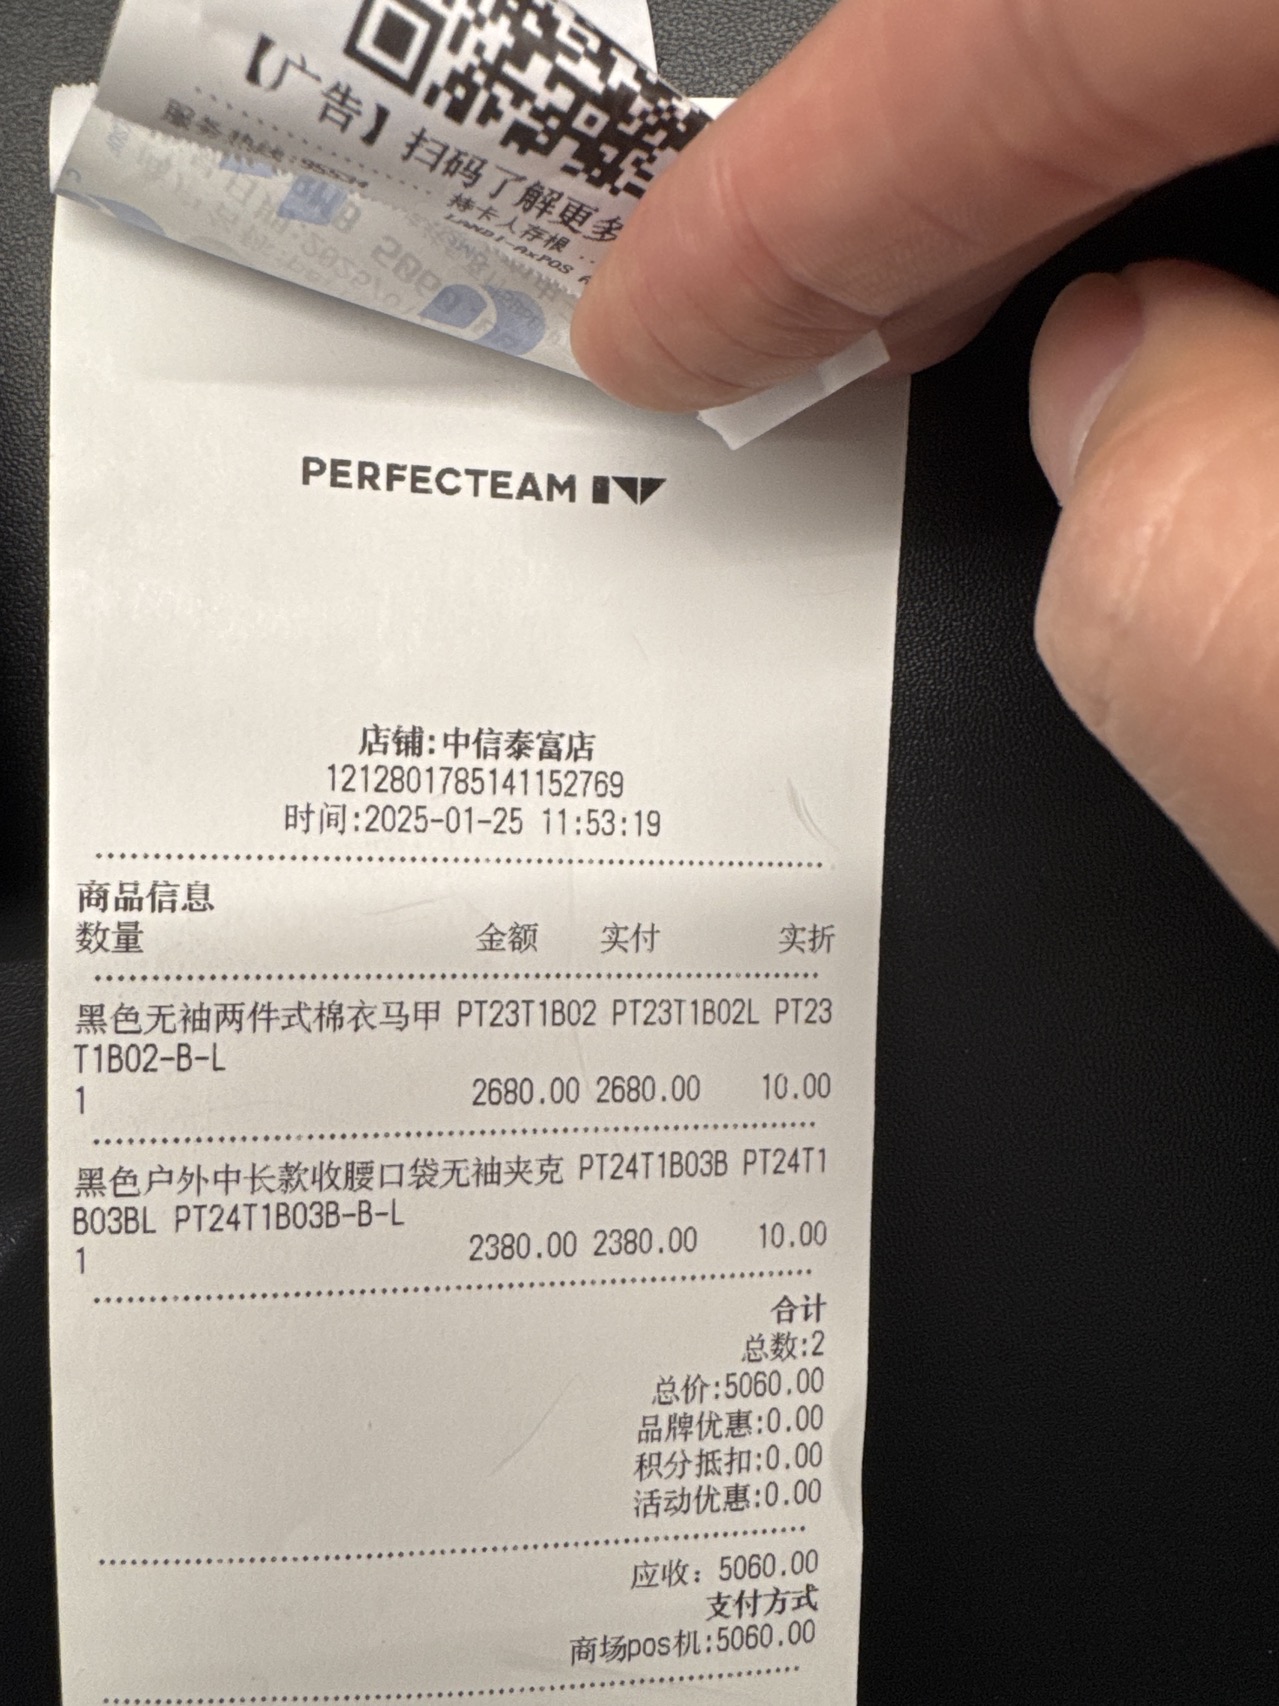 【广告】扫码了解更多
服务热线:95534
持卡人存根
LANDI-AxPOS
PERFECTEAM
店铺:中信泰富店
1212801785141152769
时间:2025-01-25 11:53:19
商品信息
数量 金额 实付 实折
黑色无袖两件式棉衣马甲 PT23T1B02 PT23T1B02L PT23
T1B02-B-L
1 2680.00 2680.00 10.00
黑色户外中长款收腰口袋无袖夹克 PT24T1B03B PT24T1
B03BL PT24T1B03B-B-L
1 2380.00 2380.00 10.00
合计
总数:2
总价:5060.00
品牌优惠:0.00
积分抵扣:0.00
活动优惠:0.00
应收: 5060.00
支付方式
商场pos机:5060.00